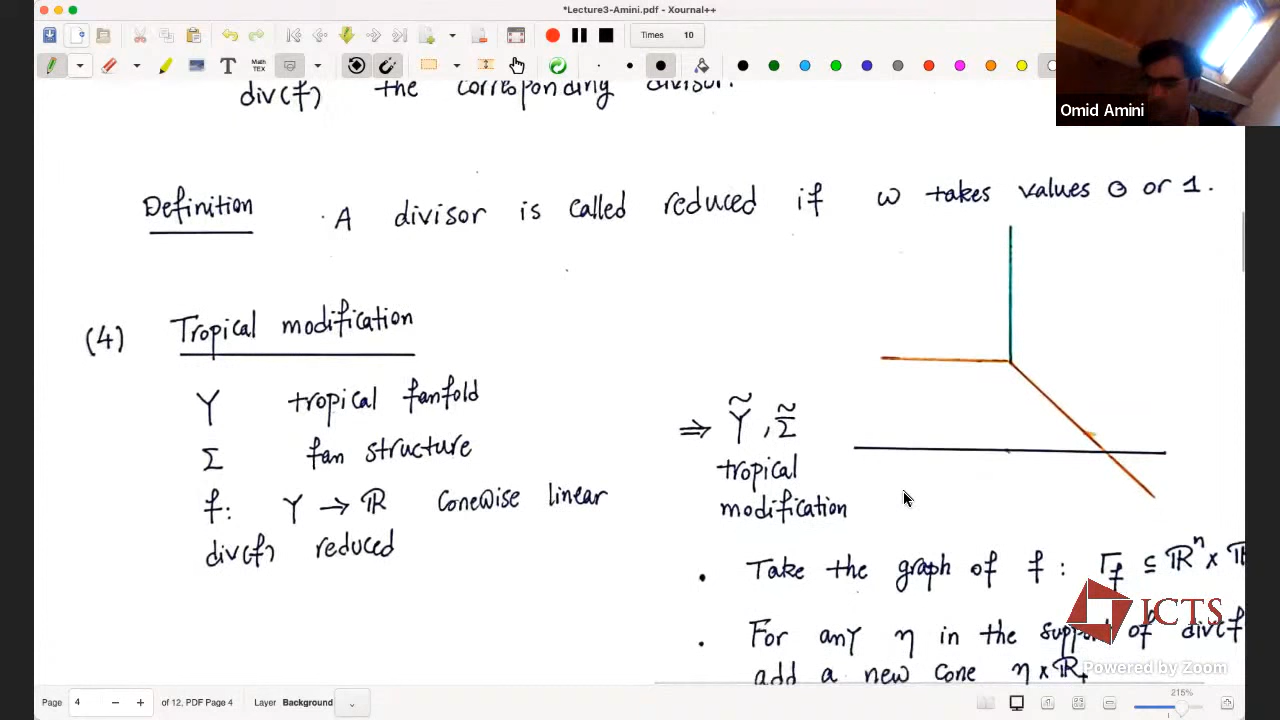 *Lecture3-Amini.pdf - Xournal++
Times 10
Omid Amini
div(f) the corresponding divisor.
Definition . A divisor is called reduced if ω takes values 0 or 1.
(4) Tropical modification
Y tropical fanfold
Σ fan structure
f: Y → ℝ conewise linear
div(f) reduced
⇒ Ỹ, Σ̃
tropical
modification
• Take the graph of f : Γ_f ⊆ ℝⁿ × ℝ
• For any η in the support of div(f
add a new cone η × ℝ₊
ICTS
Powered by Zoom
Page 4 of 12, PDF Page 4 Layer Background 215%